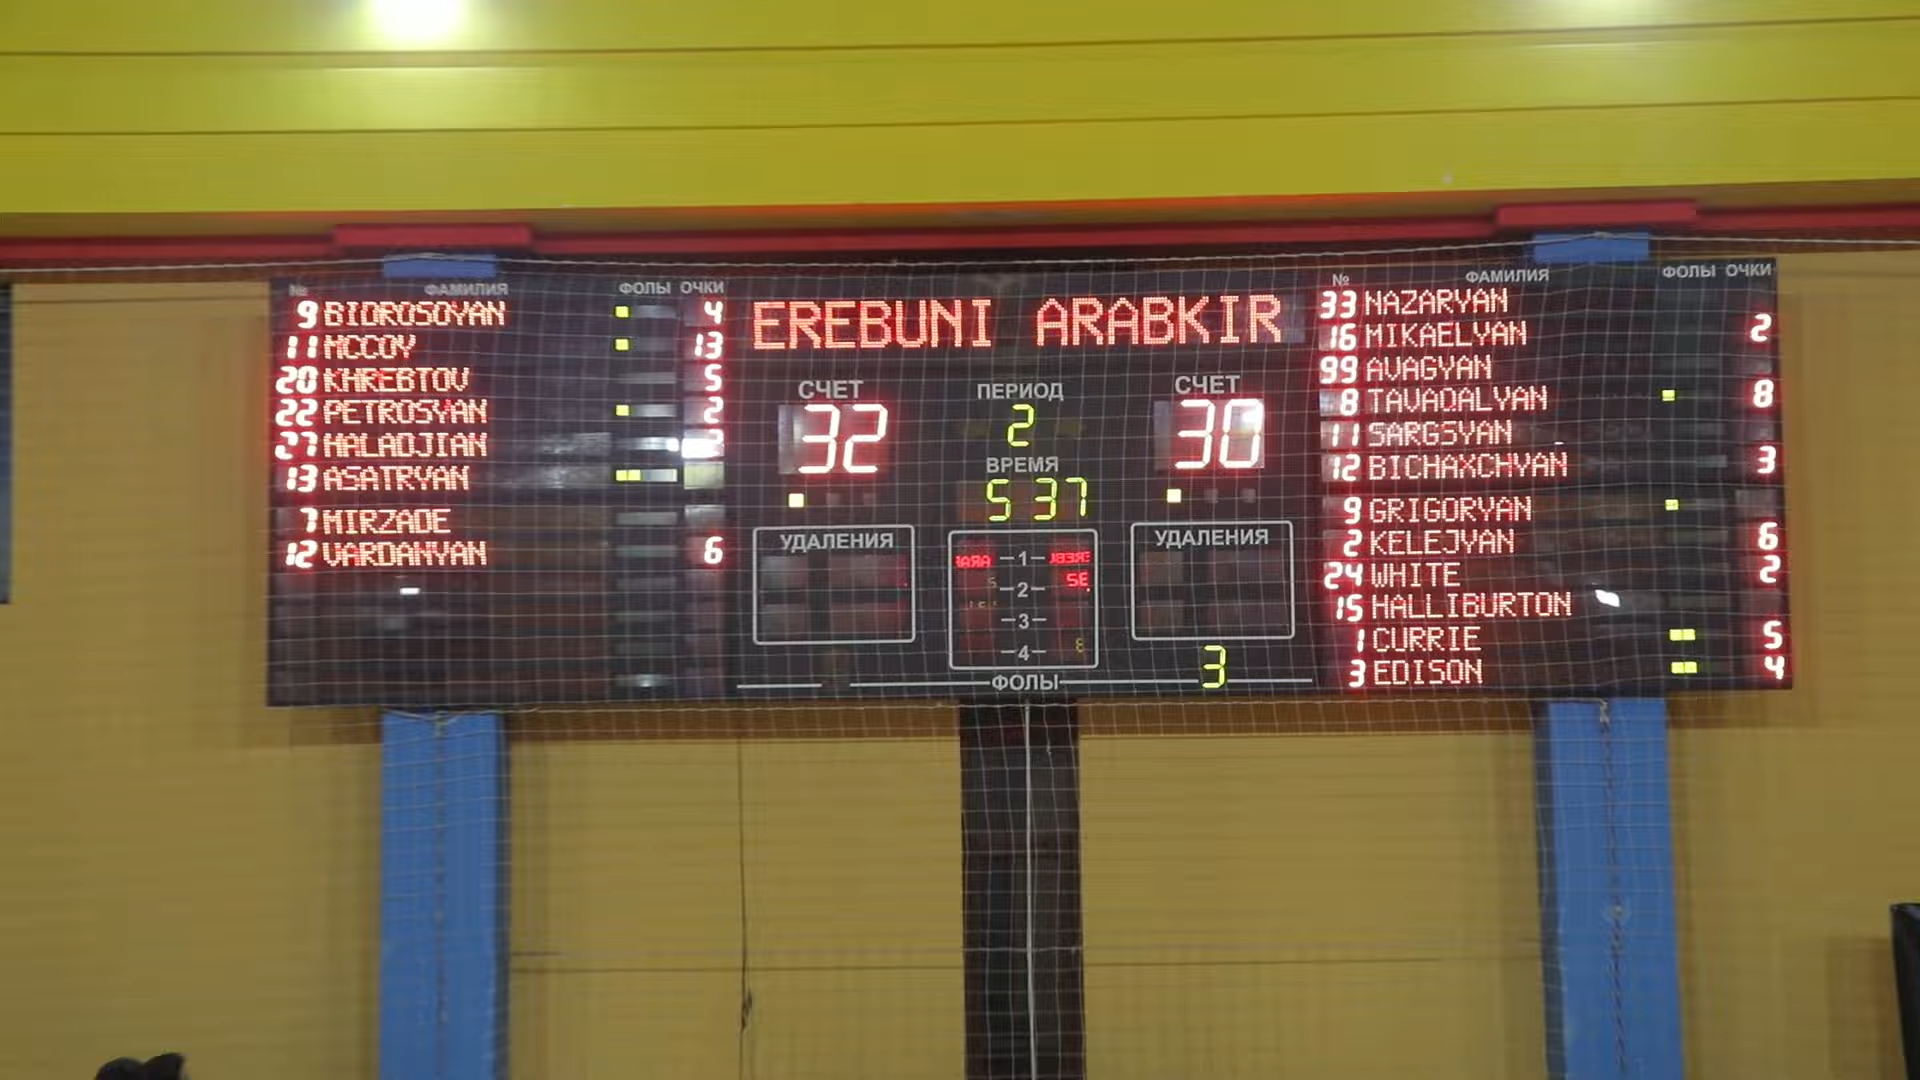 № ФАМИЛИЯ ФОЛЫ ОЧКИ
9 BIDROSOYAN 4
11 MCCOY 13
20 KHREBTOV 5
22 PETROSYAN 2
27 MALADJIAN
13 ASATRYAN
7 MIRZADE
12 VARDANYAN 6
EREBUNI ARABKIR
СЧЕТ ПЕРИОД СЧЕТ
32 2 30
ВРЕМЯ
5 37
УДАЛЕНИЯ УДАЛЕНИЯ
1
2
3
4
3
ФОЛЫ
№ ФАМИЛИЯ ФОЛЫ ОЧКИ
33 NAZARYAN
16 MIKAELYAN 2
99 AVAGYAN
8 TAVAQALYAN 8
11 SARGSYAN
12 BICHAXCHYAN 3
9 GRIGORYAN
2 KELEJYAN 6
24 WHITE 2
15 HALLIBURTON
1 CURRIE 5
3 EDISON 4